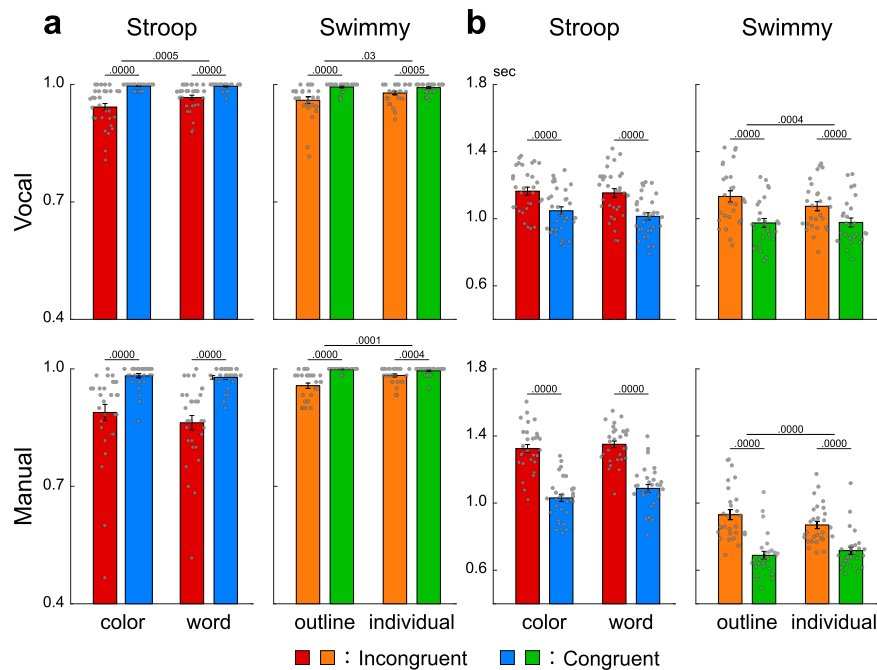 a
Stroop
Swimmy
b
Stroop
Swimmy
.0005
.0000
.0000
.03
.0000
.0005
sec
Vocal
1.0
0.7
0.4
1.8
1.4
1.0
0.6
.0000
.0000
.0004
.0000
.0000
Manual
1.0
0.7
0.4
.0000
.0000
.0001
.0000
.0004
1.8
1.4
1.0
0.6
.0000
.0000
.0000
.0000
.0000
color
word
outline
individual
color
word
outline
individual
: Incongruent
: Congruent